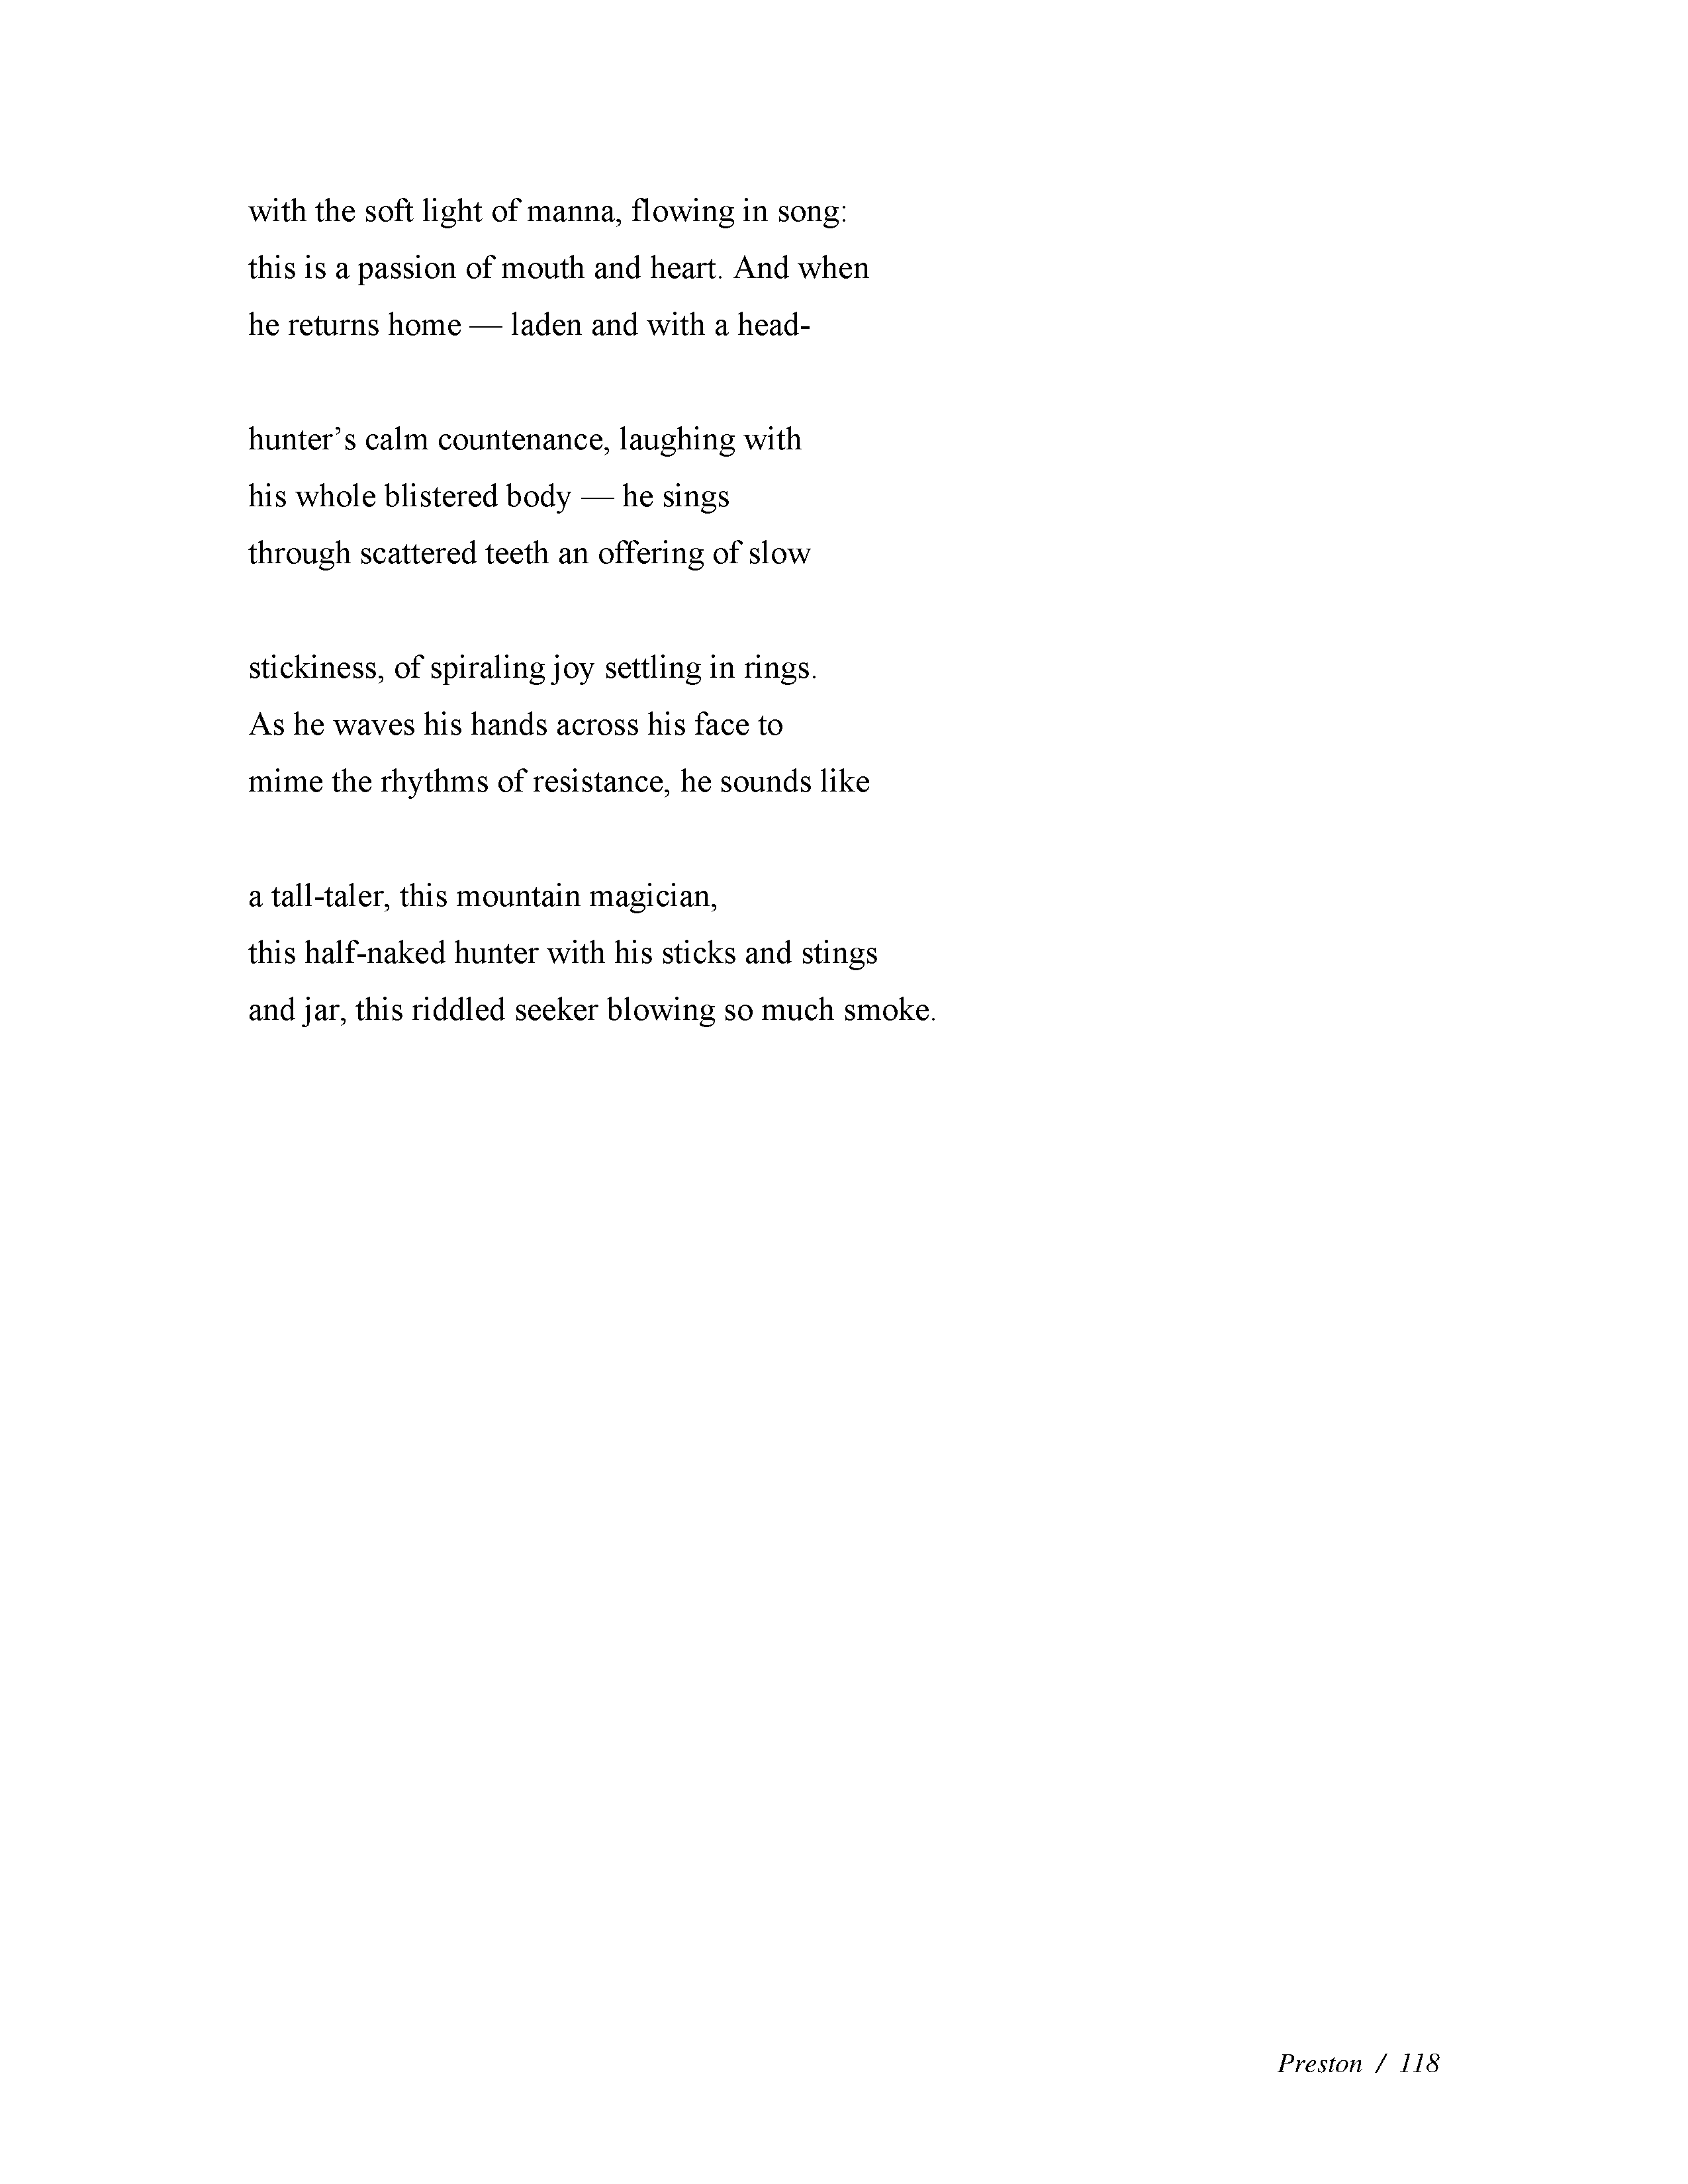 with the soft light of manna, flowing in song:
this is a passion of mouth and heart. And when
he returns home — laden and with a head-
hunter’s calm countenance, laughing with
his whole blistered body — he sings
through scattered teeth an offering of slow
stickiness, of spiraling joy settling in rings.
As he waves his hands across his face to
mime the rhythms of resistance, he sounds like
a tall-taler, this mountain magician,
this half-naked hunter with his sticks and stings
and jar, this riddled seeker blowing so much smoke.
Preston / 118